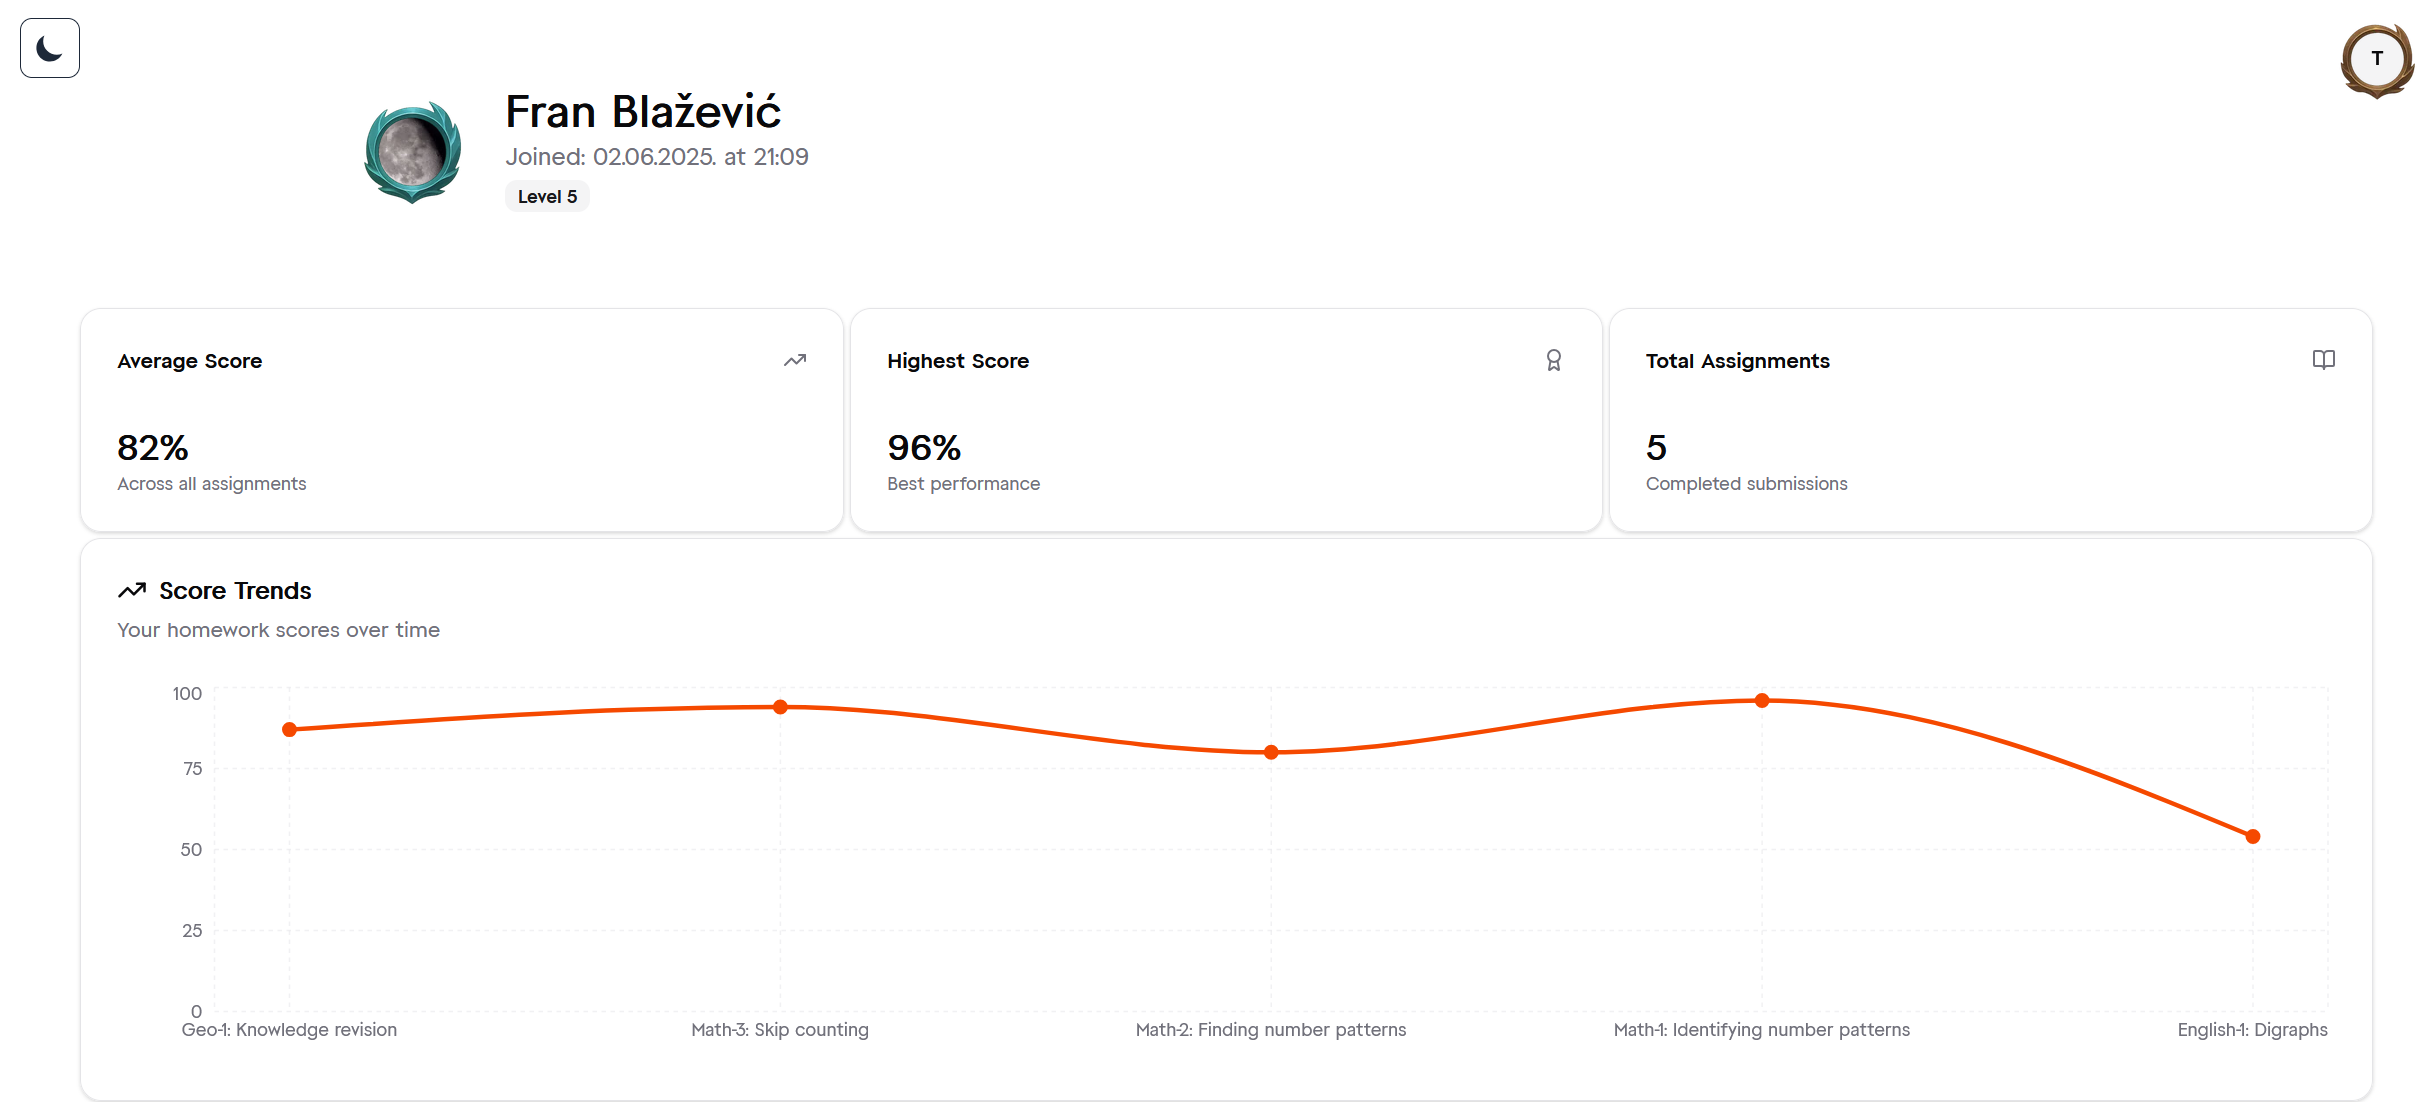 T
Fran Blažević
Joined: 02.06.2025. at 21:09
Level 5
Average Score
82%
Across all assignments
Highest Score
96%
Best performance
Total Assignments
5
Completed submissions
Score Trends
Your homework scores over time
100
75
50
25
0
Geo-1: Knowledge revision
Math-3: Skip counting
Math-2: Finding number patterns
Math-1: Identifying number patterns
English-1: Digraphs